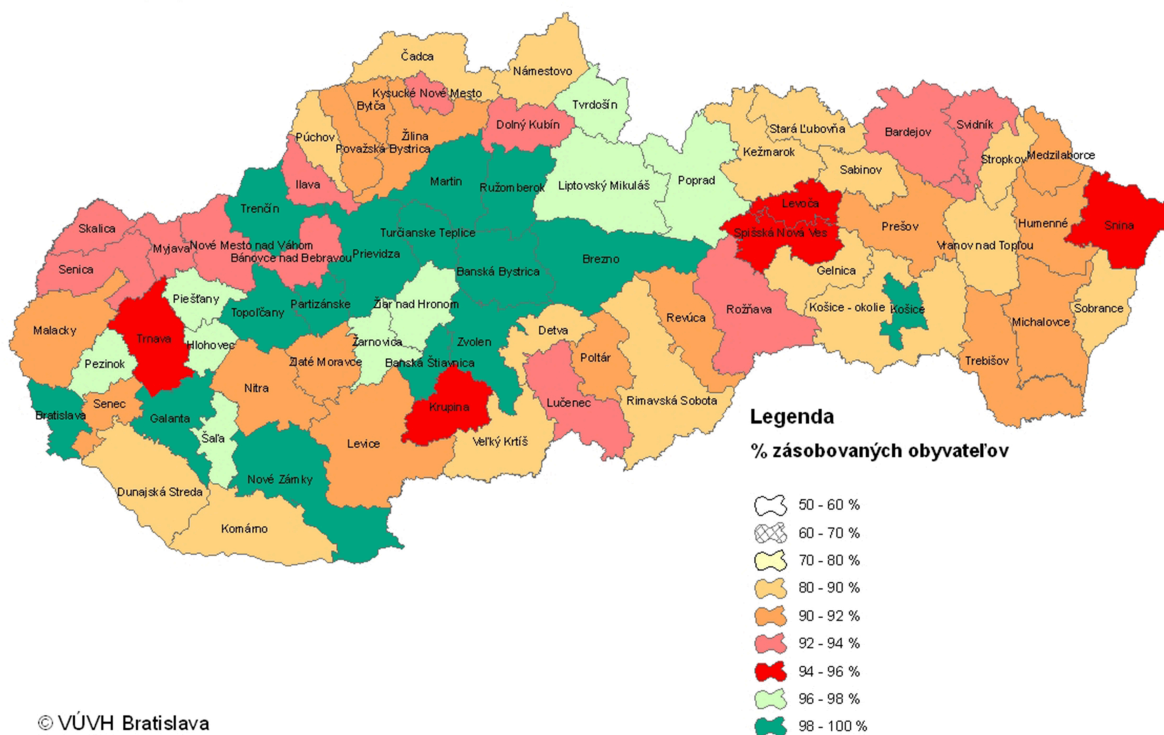 Čadca
Námestovo
Kysucké Nové Mesto
Tvrdošín
Bytča
Dolný Kubín
Púchov
Žilina
Považská Bystrica
Stará Ľubovňa
Bardejov
Svidník
Kežmarok
Stropkov
Medzilaborce
Sabinov
Ilava
Martin
Ružomberok
Liptovský Mikuláš
Poprad
Trenčín
Levoča
Skalica
Turčianske Teplice
Spišská Nová Ves
Prešov
Humenné
Snina
Nové Mesto nad Váhom
Myjava
Prievidza
Vranov nad Topľou
Bánovce nad Bebravou
Banská Bystrica
Brezno
Senica
Gelnica
Piešťany
Partizánske
Žiar nad Hronom
Rožňava
Košice - okolie
Košice
Sobrance
Topoľčany
Revúca
Malacky
Trnava
Hlohovec
Žarnovica
Zvolen
Detva
Michalovce
Zlaté Moravce
Banská Štiavnica
Poltár
Trebišov
Pezinok
Nitra
Lučenec
Rimavská Sobota
Bratislava
Senec
Galanta
Krupina
Šaľa
Levice
Veľký Krtíš
Nové Zámky
Dunajská Streda
Komárno
Legenda
% zásobovaných obyvateľov
50 - 60 %
60 - 70 %
70 - 80 %
80 - 90 %
90 - 92 %
92 - 94 %
94 - 96 %
96 - 98 %
98 - 100 %
© VÚVH Bratislava